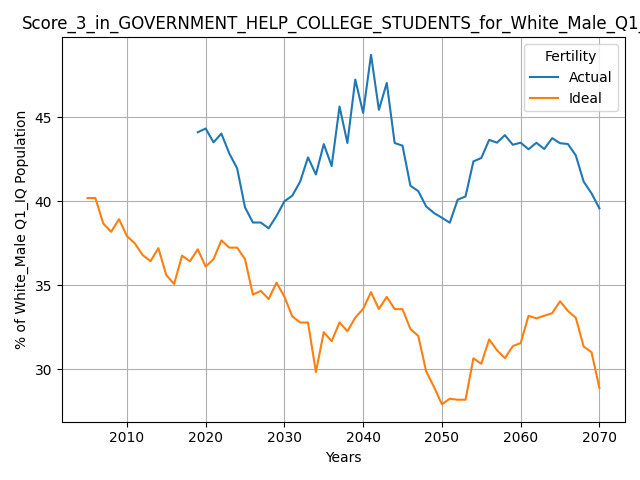 Score_3_in_GOVERNMENT_HELP_COLLEGE_STUDENTS_for_White_Male_Q1_
Fertility
Actual
Ideal
% of White_Male Q1_IQ Population
45
40
35
30
2010 2020 2030 2040 2050 2060 2070
Years